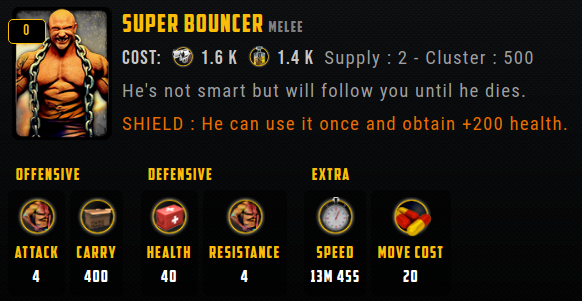 0
SUPER BOUNCER MELEE
COST: 1.6 K 1.4 K Supply : 2 - Cluster : 500
He's not smart but will follow you until he dies.
SHIELD : He can use it once and obtain +200 health.
OFFENSIVE DEFENSIVE EXTRA
ATTACK CARRY HEALTH RESISTANCE SPEED MOVE COST
4 400 40 4 13M 45S 20